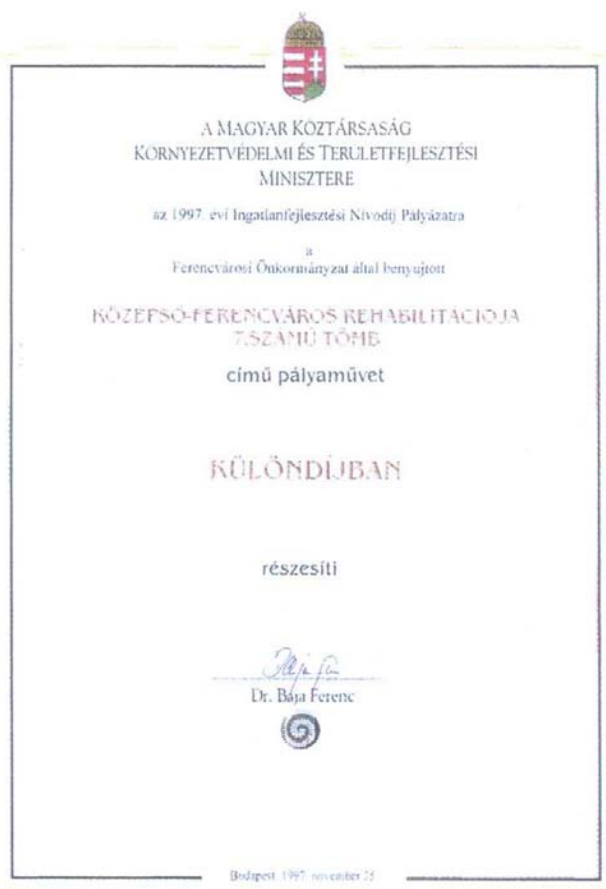 A MAGYAR KÖZTÁRSASÁG
KÖRNYEZETVÉDELMI ÉS TERÜLETFEJLESZTÉSI
MINISZTERE
az 1997. évi Ingatlanfejlesztési Nívódíj Pályázatra
a
Ferencvárosi Önkormányzat által benyújtott
KÖZÉPSŐ-FERENCVÁROS REHABILITÁCIÓJA
7.SZÁMÚ TÖMB
című pályaművet
KÜLÖNDÍJBAN
részesíti
Dr. Baja Ferenc
Budapest, 1997. november